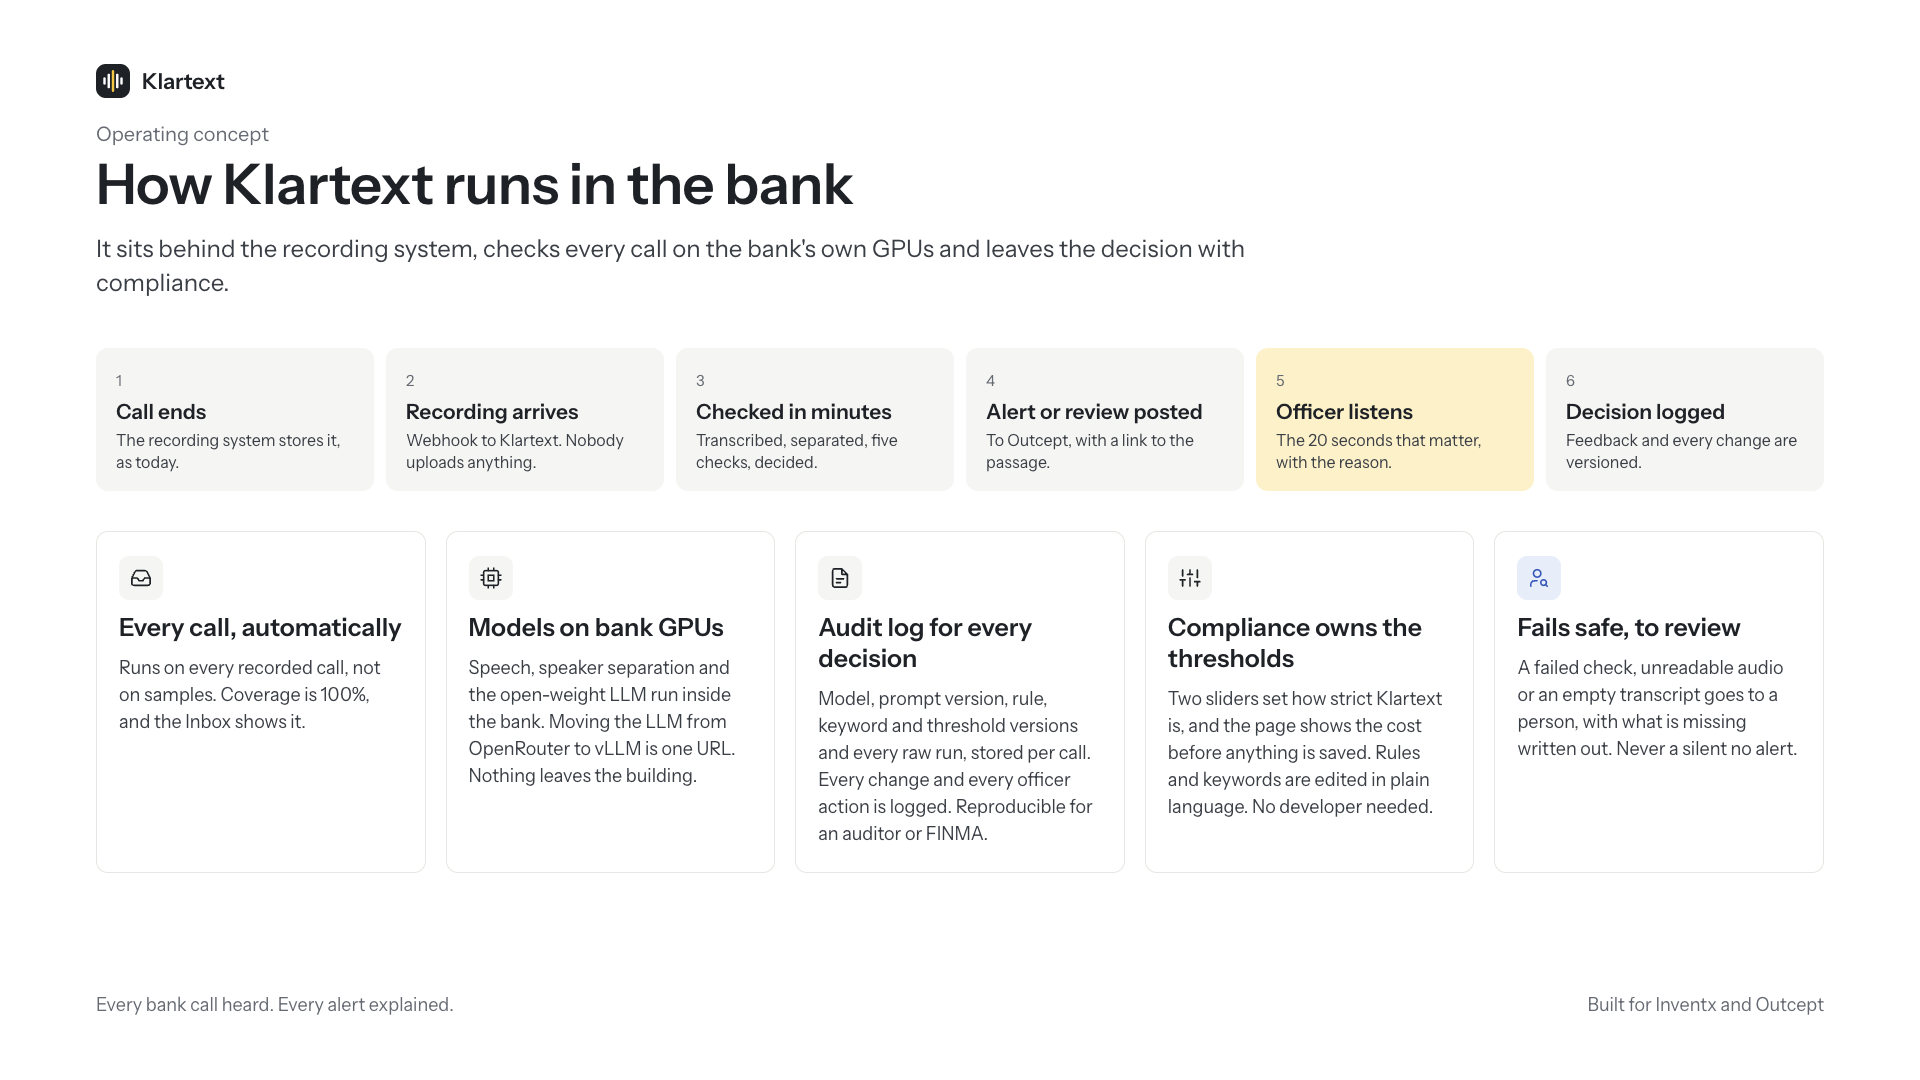 Klartext
Operating concept
How Klartext runs in the bank
It sits behind the recording system, checks every call on the bank's own GPUs and leaves the decision with
compliance.
1
Call ends
The recording system stores it,
as today.
2
Recording arrives
Webhook to Klartext. Nobody
uploads anything.
3
Checked in minutes
Transcribed, separated, five
checks, decided.
4
Alert or review posted
To Outcept, with a link to the
passage.
5
Officer listens
The 20 seconds that matter,
with the reason.
6
Decision logged
Feedback and every change are
versioned.
Every call, automatically
Runs on every recorded call, not
on samples. Coverage is 100%,
and the Inbox shows it.
Models on bank GPUs
Speech, speaker separation and
the open-weight LLM run inside
the bank. Moving the LLM from
OpenRouter to vLLM is one URL.
Nothing leaves the building.
Audit log for every
decision
Model, prompt version, rule,
keyword and threshold versions
and every raw run, stored per call.
Every change and every officer
action is logged. Reproducible for
an auditor or FINMA.
Compliance owns the
thresholds
Two sliders set how strict Klartext
is, and the page shows the cost
before anything is saved. Rules
and keywords are edited in plain
language. No developer needed.
Fails safe, to review
A failed check, unreadable audio
or an empty transcript goes to a
person, with what is missing
written out. Never a silent no alert.
Every bank call heard. Every alert explained.
Built for Inventx and Outcept